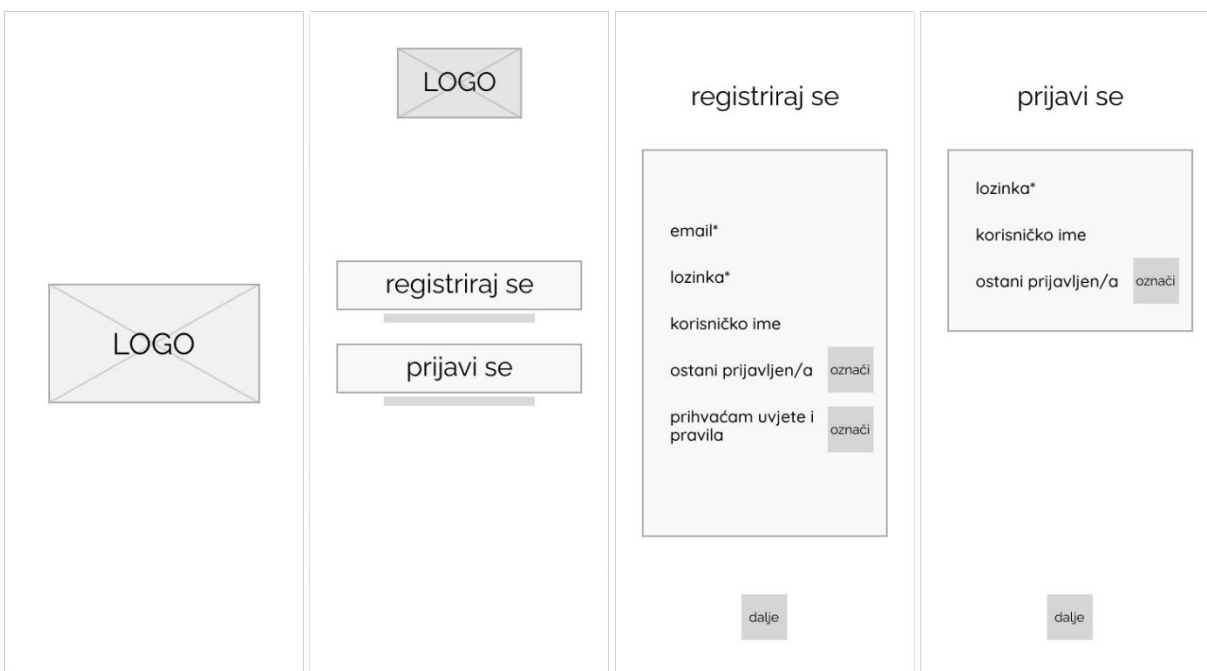 LOGO
LOGO
registriraj se
prijavi se
registriraj se
email*
lozinka*
korisničko ime
ostani prijavljen/a
označi
prihvaćam uvjete i
pravila
označi
dalje
prijavi se
lozinka*
korisničko ime
ostani prijavljen/a
označi
dalje